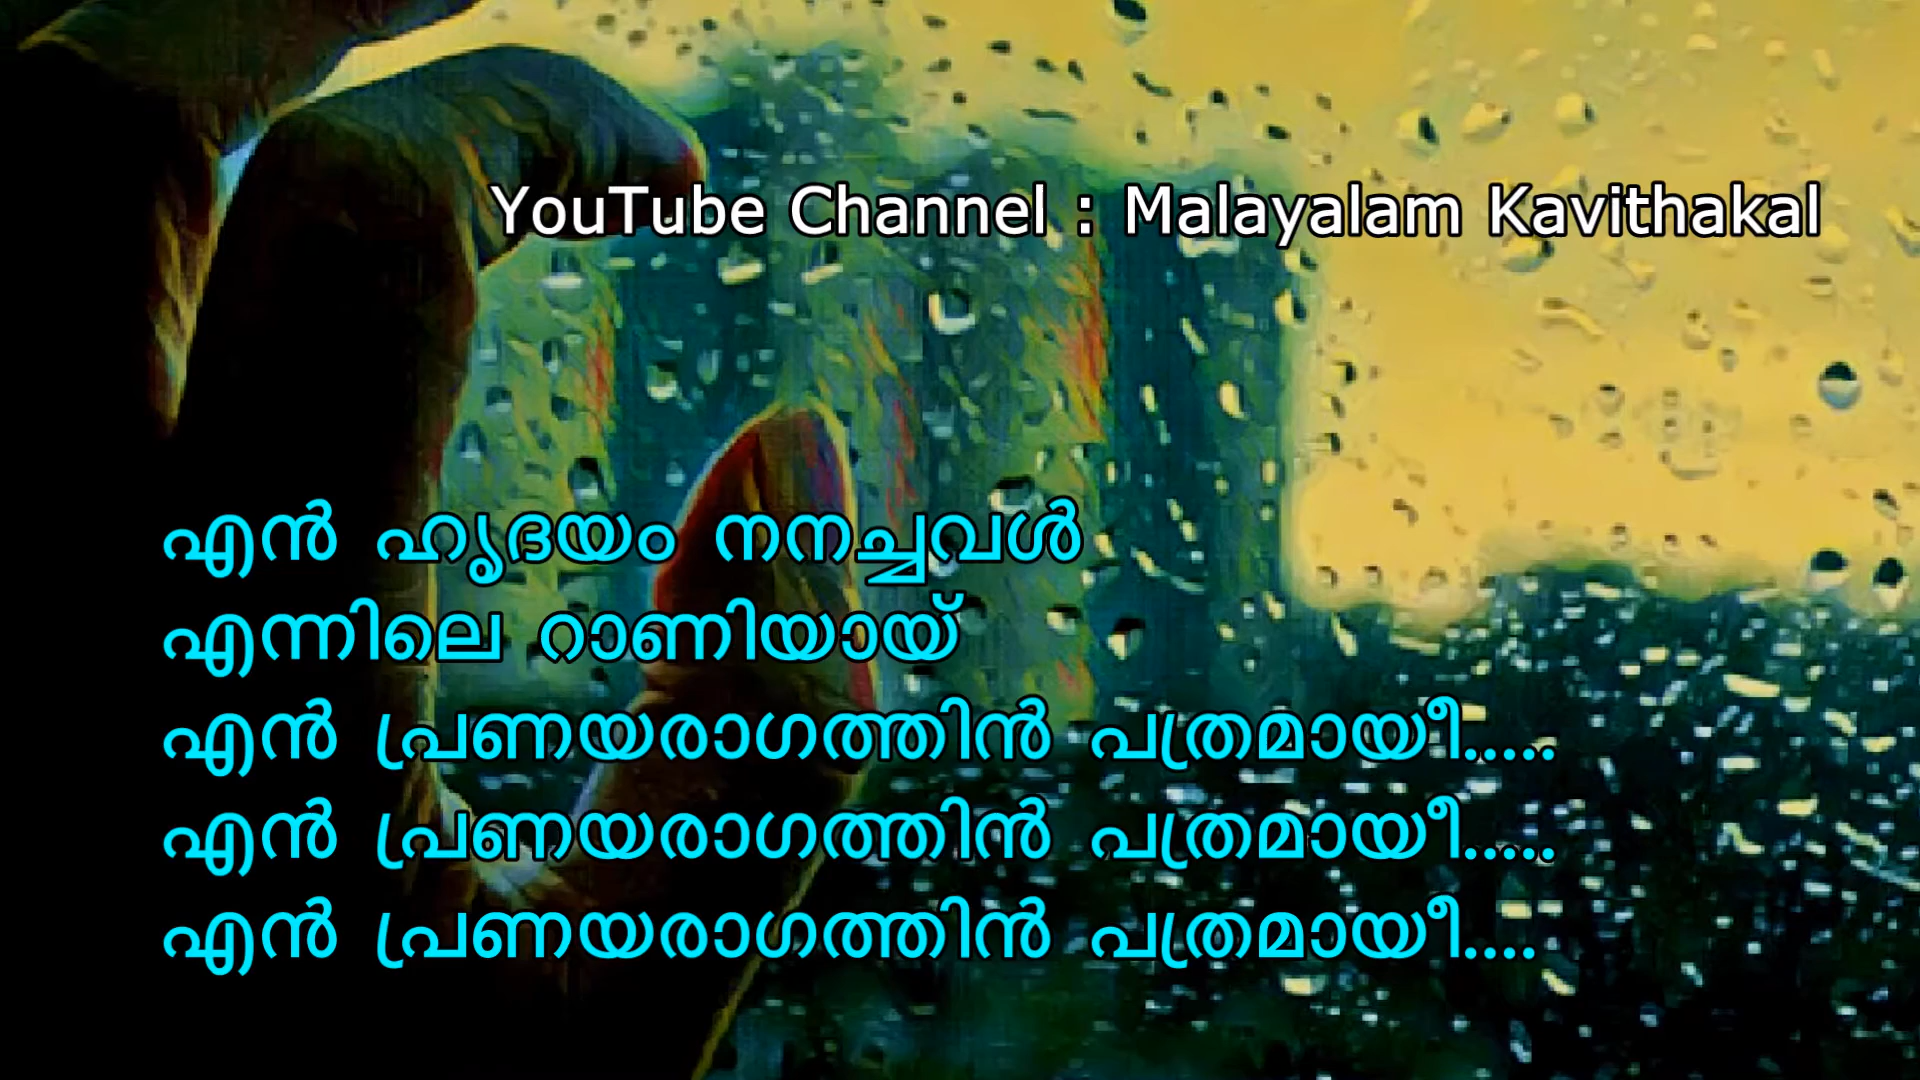 YouTube Channel : Malayalam Kavithakal
എൻ ഹൃദയം നനച്ചവൾ
എന്നിലെ റാണിയായ്
എൻ പ്രണയരാഗത്തിൻ പത്രമായീ.....
എൻ പ്രണയരാഗത്തിൻ പത്രമായീ.....
എൻ പ്രണയരാഗത്തിൻ പത്രമായീ....